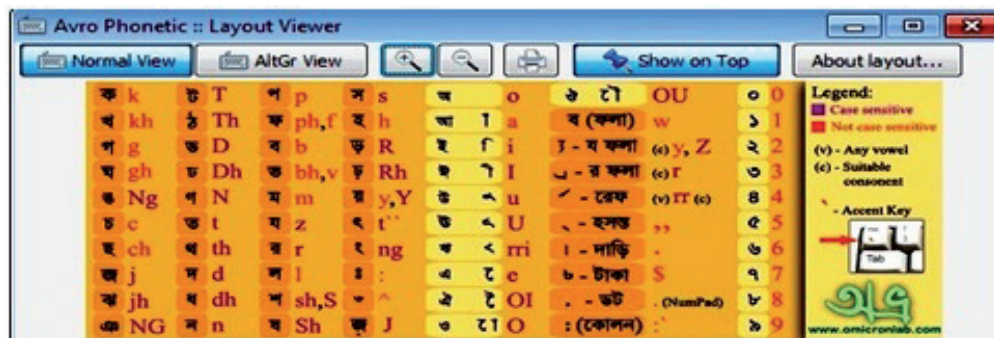 Avro Phonetic :: Layout Viewer
Normal View AltGr View Show on Top About layout...
ক k ট T প p স s অ o ঔ ৌ OU ০ 0
খ kh ঠ Th ফ ph,f হ h আ া a ব (ফলা) w ১ 1
গ g ড D ব b ড় R ই ি i ্য - য ফলা (c) y, Z ২ 2
ঘ gh ঢ Dh ভ bh,v ঢ় Rh ঈ ী I ্র - র ফলা (c) r ৩ 3
ঙ Ng ণ N ম m য় y,Y উ ু u র্ - রেফ (v) rr (c) ৪ 4
চ c ত t য z ৎ t`` ঊ ূ U ্ - হসন্ত ,, ৫ 5
ছ ch থ th র r ং ng ঋ ৃ rri । - দাড়ি . ৬ 6
জ j দ d ল l ঃ : এ ে e ৳ - টাকা $ ৭ 7
ঝ jh ধ dh শ sh,S ঁ ^ ঐ ৈ OI . - ডট . (NumPad) ৮ 8
ঞ NG ন n ষ Sh জ় J ও ো O : (কোলন) :` ৯ 9
Legend:
Case sensitive
Not case sensitive
(v) - Any vowel
(c) - Suitable
consonent
` - Accent Key
Tab
অভ্র
www.omicronlab.com